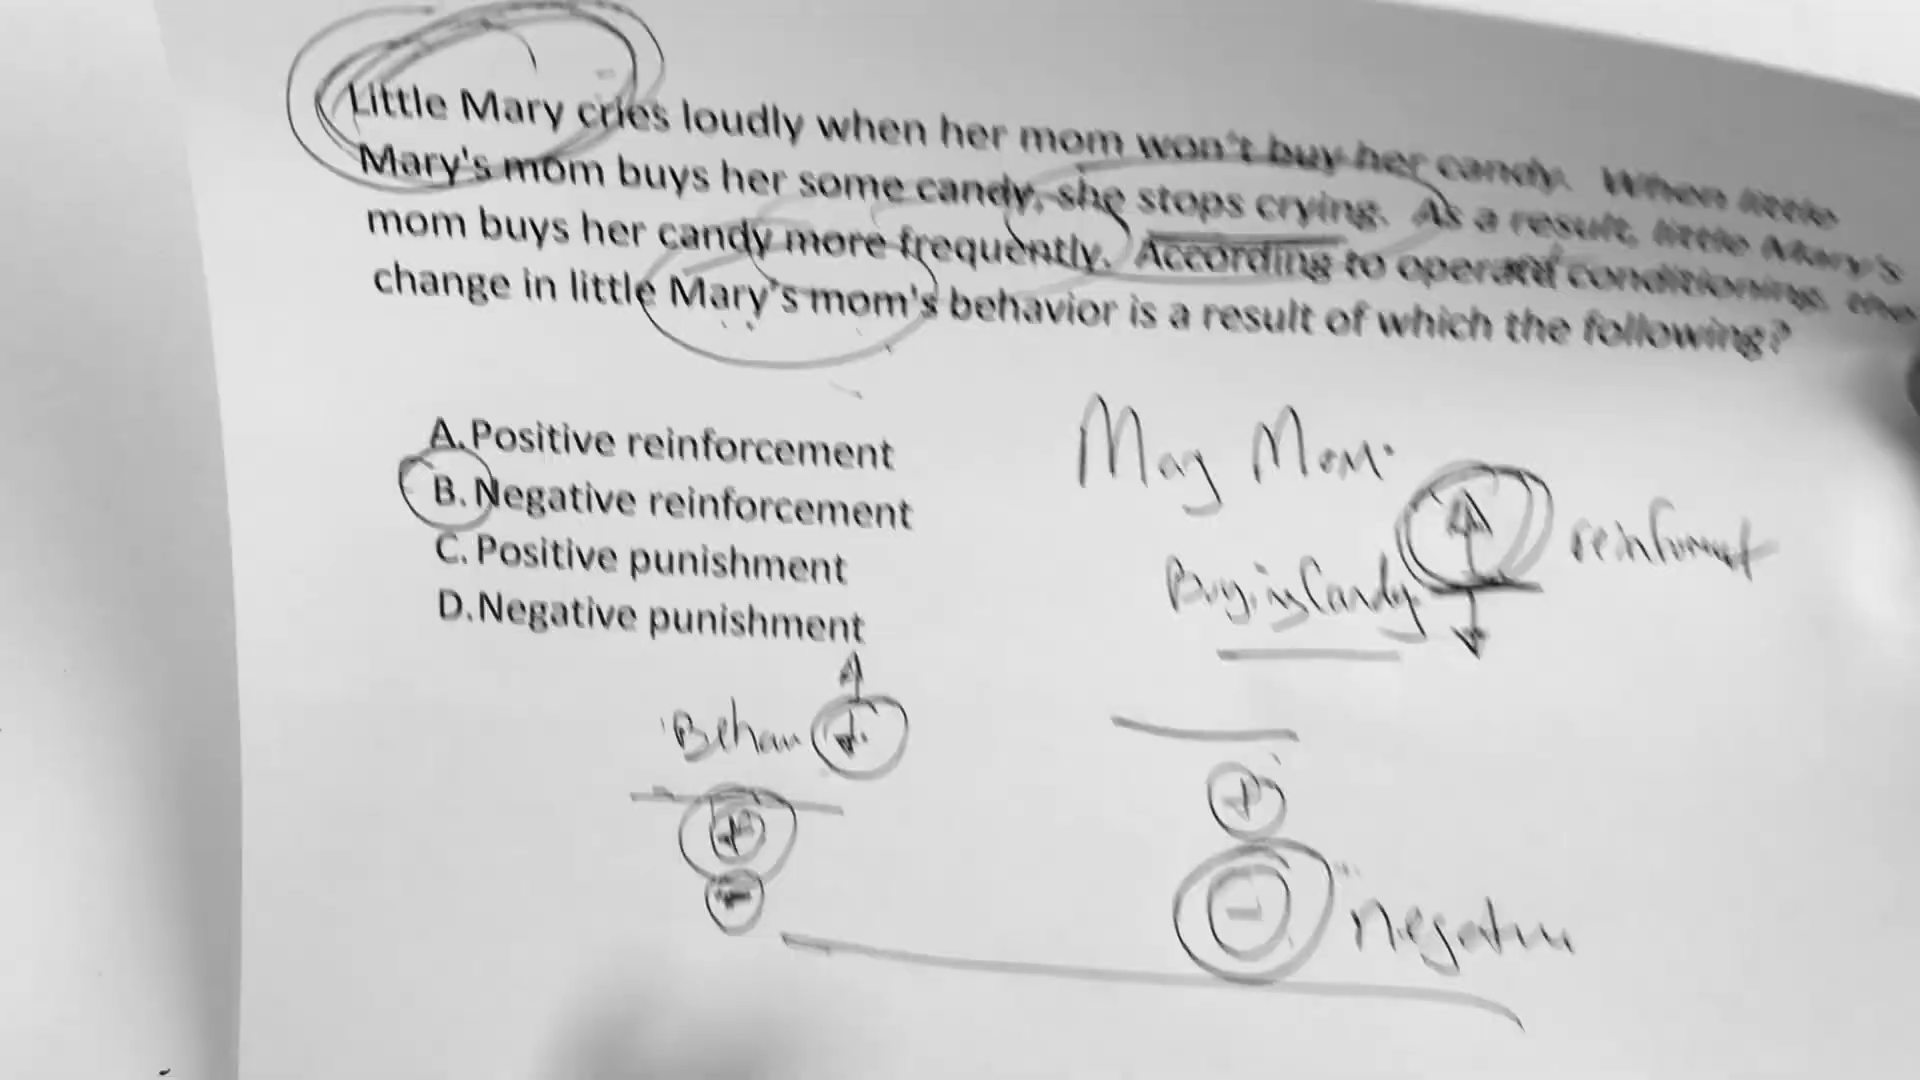 Little Mary cries loudly when her mom won't buy her candy. When little
Mary's mom buys her some candy, she stops crying. As a result, little Mary's
mom buys her candy more frequently. According to operant conditioning, the
change in little Mary's mom's behavior is a result of which the following?
A. Positive reinforcement
B. Negative reinforcement
C. Positive punishment
D. Negative punishment
May Mom
Buying Candy
Behav
+
+
-
+
-